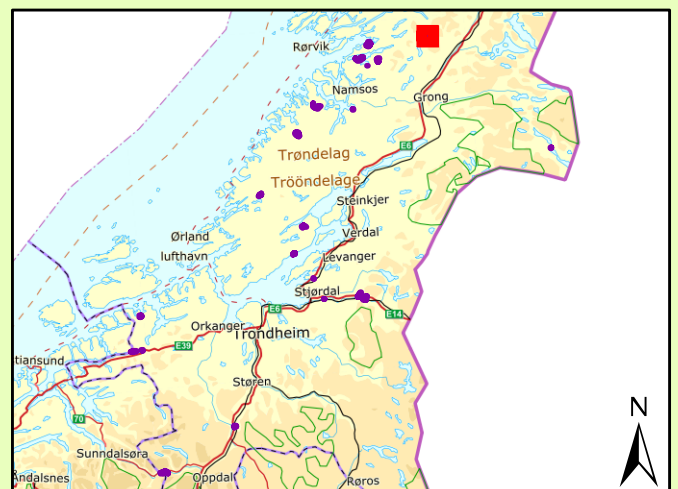 Rørvik
Namsos
Grong
E6
Trøndelag
Trööndelage
Steinkjer
Ørland
lufthavn
Verdal
Levanger
Stjørdal
E6
E14
Orkanger
Trondheim
tiansund
E39
Støren
70
N
Sunndalsøra
Åndalsnes
Oppdal
Røros